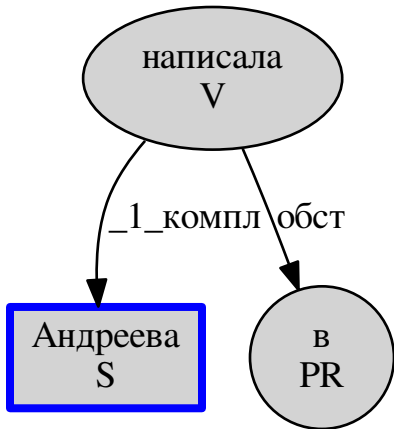 написала
V
_1_компл обст
Андреева
S
в
PR